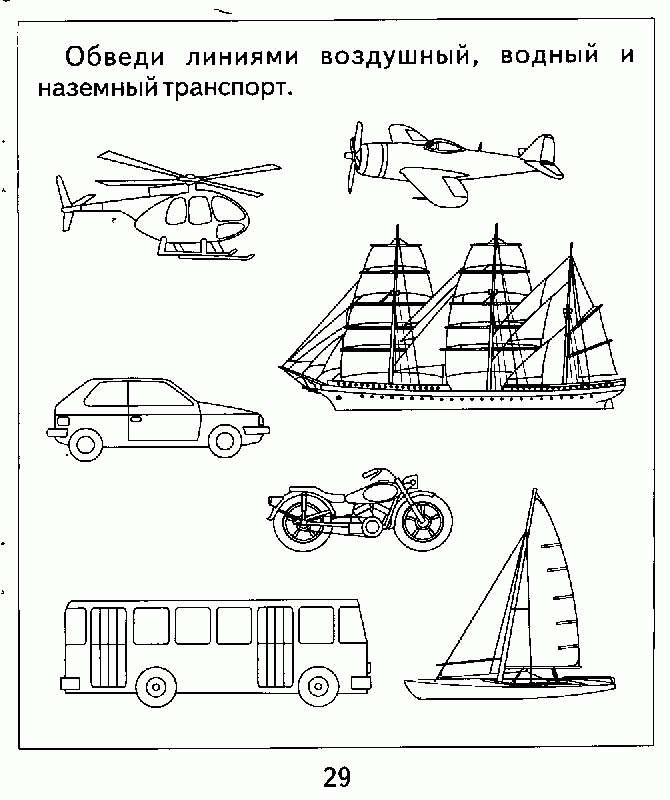 Обведи линиями воздушный, водный и
наземный транспорт.
29